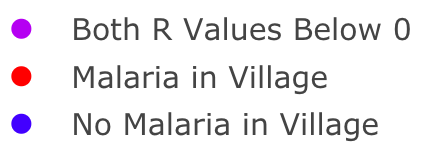 Both R Values Below 0
Malaria in Village
No Malaria in Village